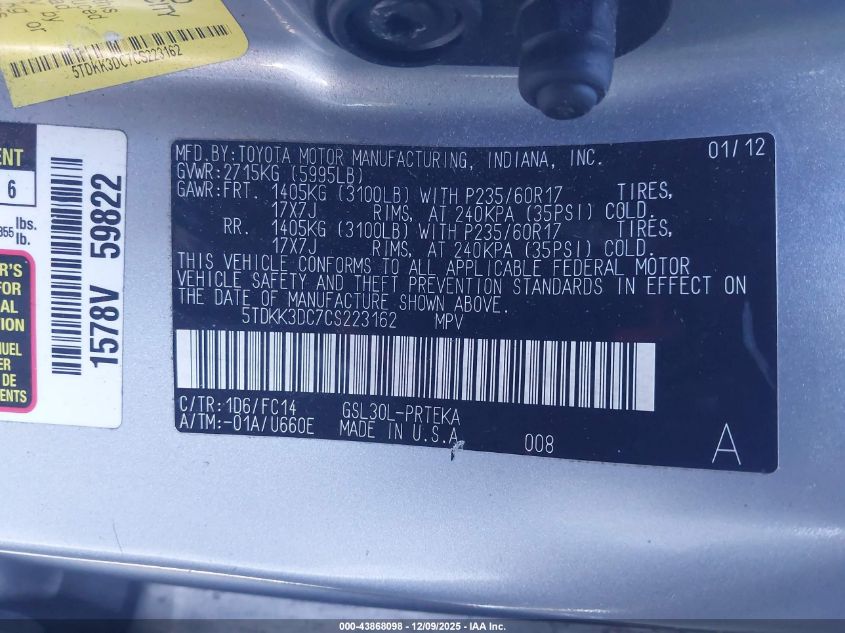 CITY
5TDKK3DC7CS223162
6
lbs.
lb.
1578V 59822
MFD.BY:TOYOTA MOTOR MANUFACTURING, INDIANA, INC. 01/12
GVWR:2715KG (5995LB)
GAWR:FRT. 1405KG (3100LB) WITH P235/60R17 TIRES,
17X7J RIMS, AT 240KPA (35PSI) COLD.
RR. 1405KG (3100LB) WITH P235/60R17 TIRES,
17X7J RIMS, AT 240KPA (35PSI) COLD.
THIS VEHICLE CONFORMS TO ALL APPLICABLE FEDERAL MOTOR
VEHICLE SAFETY AND THEFT PREVENTION STANDARDS IN EFFECT ON
THE DATE OF MANUFACTURE SHOWN ABOVE.
5TDKK3DC7CS223162 MPV
C/TR:1D6/FC14 GSL30L-PRTEKA
A/TM:-01A/U660E MADE IN U.S.A. 008 A
000-43868098 - 12/09/2025 - IAA Inc.